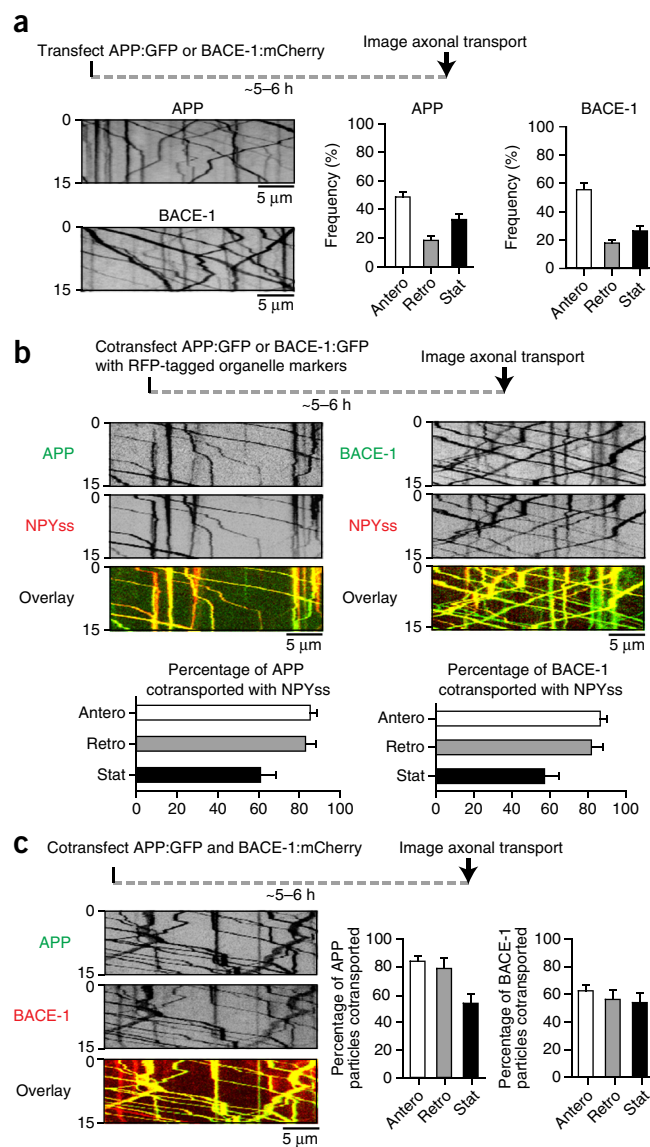 a
Transfect APP:GFP or BACE-1:mCherry
Image axonal transport
~5–6 h
APP
0
15
5 μm
BACE-1
0
15
5 μm
APP
Frequency (%)
100
80
60
40
20
0
Antero
Retro
Stat
BACE-1
Frequency (%)
100
80
60
40
20
0
Antero
Retro
Stat
b
Cotransfect APP:GFP or BACE-1:GFP
with RFP-tagged organelle markers
Image axonal transport
~5–6 h
APP
0
15
NPYss
0
15
Overlay
0
15
5 μm
BACE-1
0
15
NPYss
0
15
Overlay
0
15
5 μm
Percentage of APP
cotransported with NPYss
Antero
Retro
Stat
0 20 40 60 80 100
Percentage of BACE-1
cotransported with NPYss
Antero
Retro
Stat
0 20 40 60 80 100
c
Cotransfect APP:GFP and BACE-1:mCherry
Image axonal transport
~5–6 h
APP
0
15
BACE-1
0
15
Overlay
0
15
5 μm
Percentage of APP
particles cotransported
100
80
60
40
20
0
Antero
Retro
Stat
Percentage of BACE-1
particles cotransported
100
80
60
40
20
0
Antero
Retro
Stat